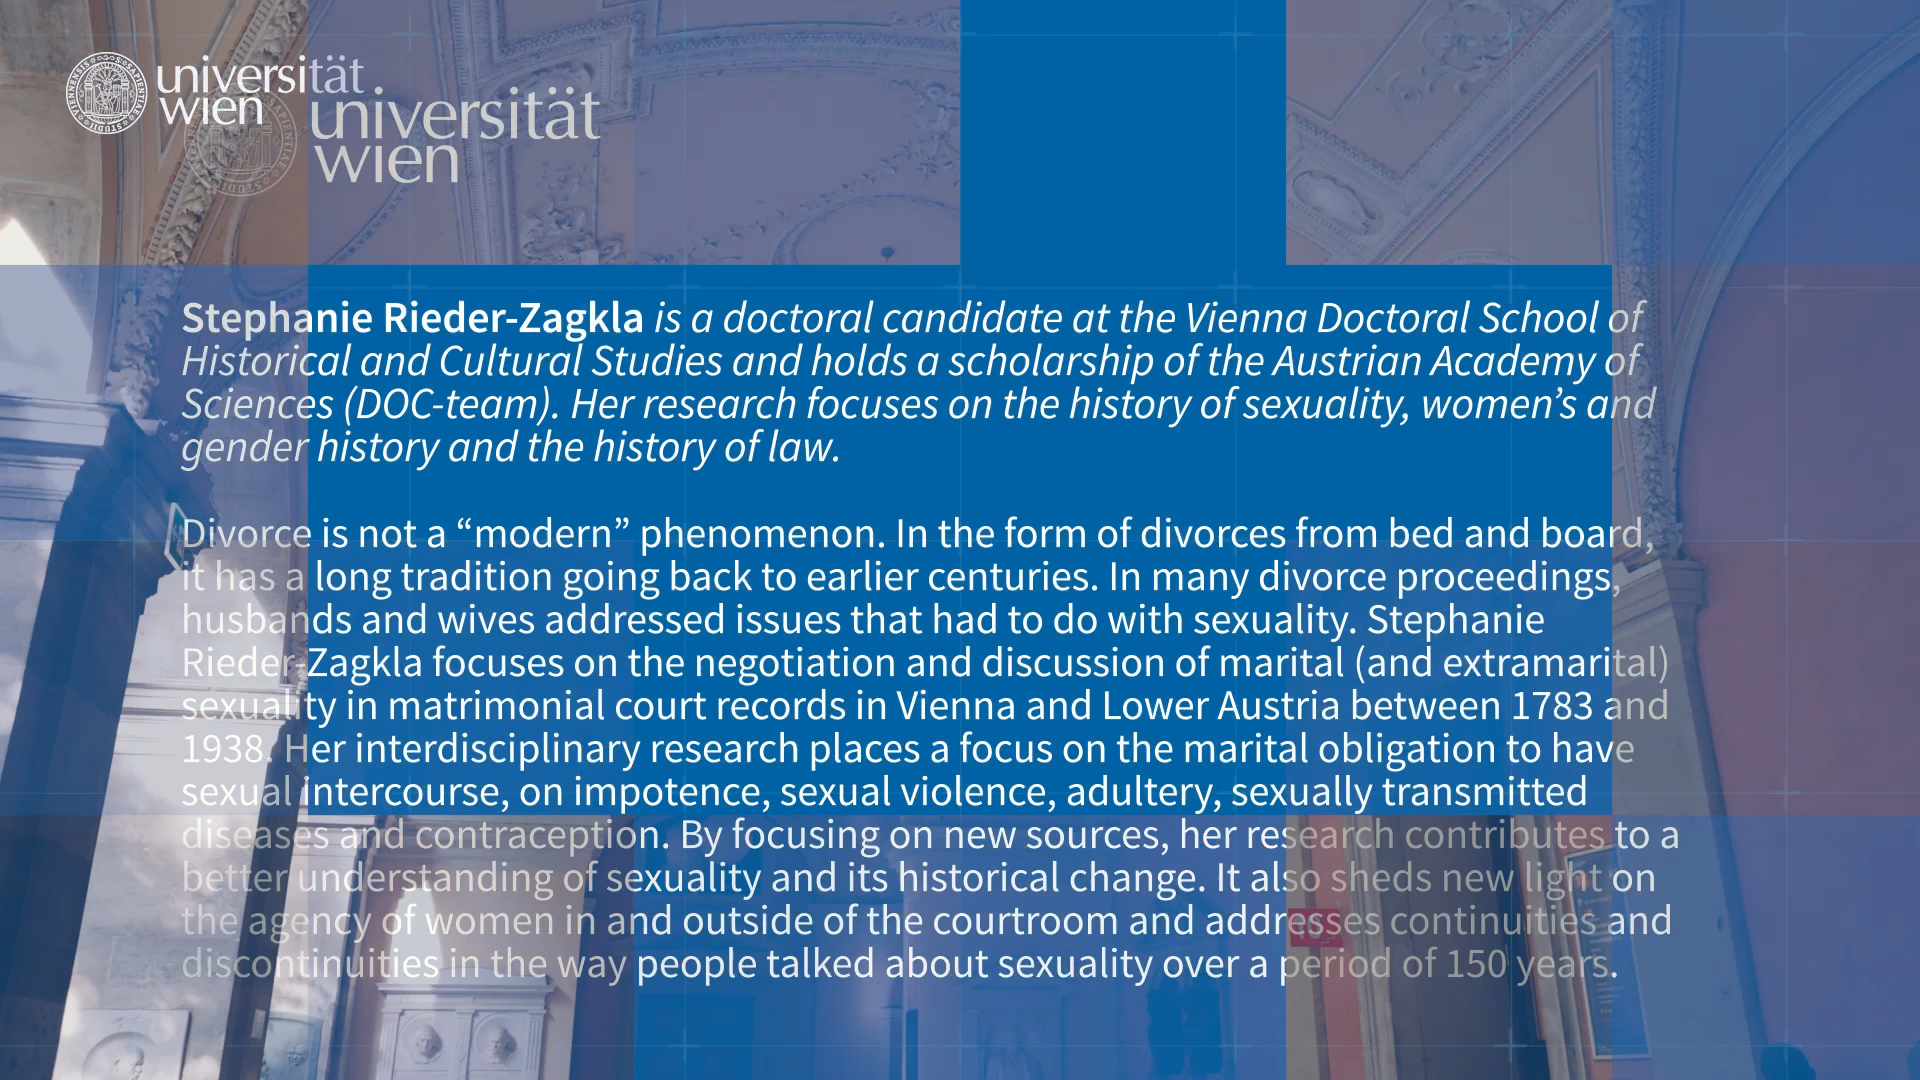 universität
wien
universität
wien
Stephanie Rieder-Zagkla is a doctoral candidate at the Vienna Doctoral School of
Historical and Cultural Studies and holds a scholarship of the Austrian Academy of
Sciences (DOC-team). Her research focuses on the history of sexuality, women’s and
gender history and the history of law.
Divorce is not a “modern” phenomenon. In the form of divorces from bed and board,
it has a long tradition going back to earlier centuries. In many divorce proceedings,
husbands and wives addressed issues that had to do with sexuality. Stephanie
Rieder-Zagkla focuses on the negotiation and discussion of marital (and extramarital)
sexuality in matrimonial court records in Vienna and Lower Austria between 1783 and
1938. Her interdisciplinary research places a focus on the marital obligation to have
sexual intercourse, on impotence, sexual violence, adultery, sexually transmitted
diseases and contraception. By focusing on new sources, her research contributes to a
better understanding of sexuality and its historical change. It also sheds new light on
the agency of women in and outside of the courtroom and addresses continuities and
discontinuities in the way people talked about sexuality over a period of 150 years.